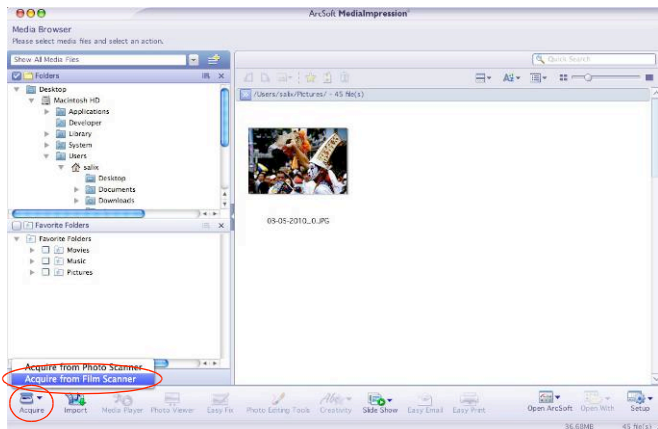 ArcSoft MediaImpression
Media Browser
Please select media files and select an action.
Show All Media Files
Quick Search
Folders
/Users/salix/Pictures/ - 45 file(s)
Desktop
Macintosh HD
Applications
Developer
Library
System
Users
salix
Desktop
Documents
Downloads
03-05-2010_0.JPG
Favorite Folders
Favorite Folders
Movies
Music
Pictures
Acquire from Photo Scanner
Acquire from Film Scanner
Acquire Import Media Player Photo Viewer Easy Fix Photo Editing Tools Creativity Slide Show Easy Email Easy Print Open ArcSoft Open With Setup
36.68MB 45 file(s)